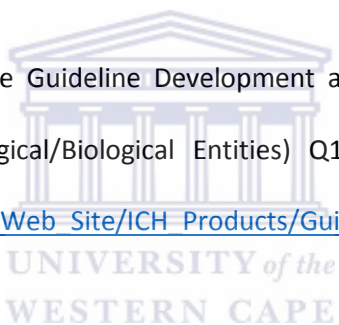 e Guideline Development a
gical/Biological Entities) Q1
Web Site/ICH Products/Gui
UNIVERSITY of the
WESTERN CAPE